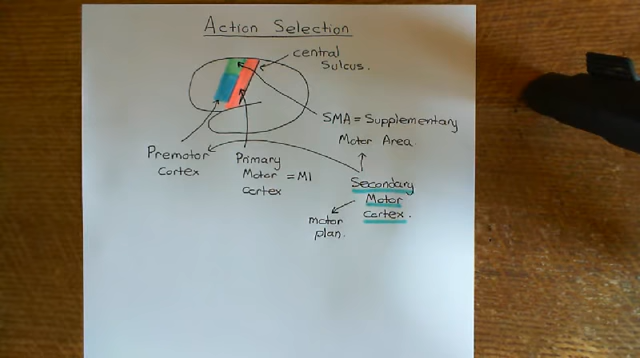 Action Selection
central
Sulcus.
SMA = Supplementary
Motor Area.
Premotor
cortex
Primary
Motor = M1
cortex
Secondary
Motor
cortex.
motor
plan.